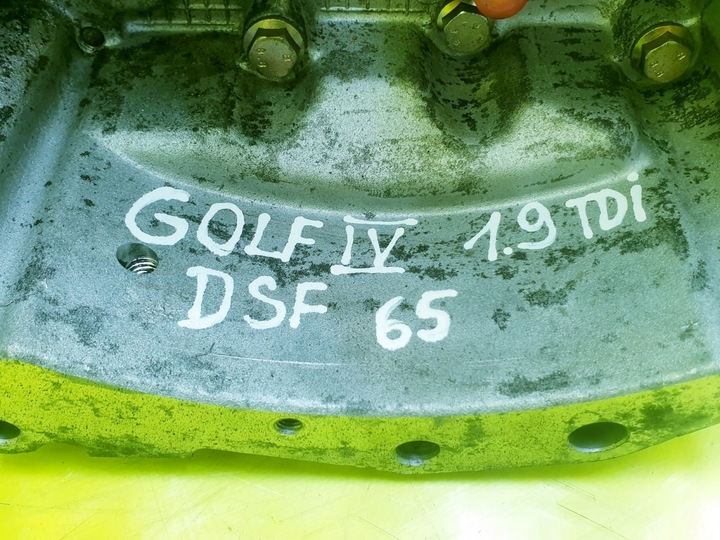 GOLF IV 1.9 TDi
DSF 65